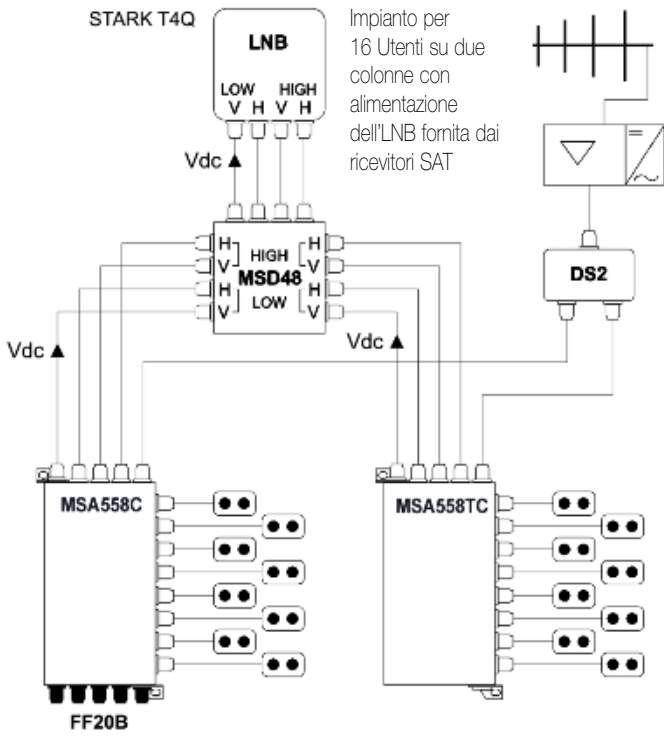 STARK T4Q
LNB
LOW HIGH
V H V H
Impianto per
16 Utenti su due
colonne con
alimentazione
dell'LNB fornita dai
ricevitori SAT
Vdc
H HIGH H
V V
MSD48
H H
LOW
V V
DS2
Vdc
Vdc
MSA558C
MSA558TC
FF20B